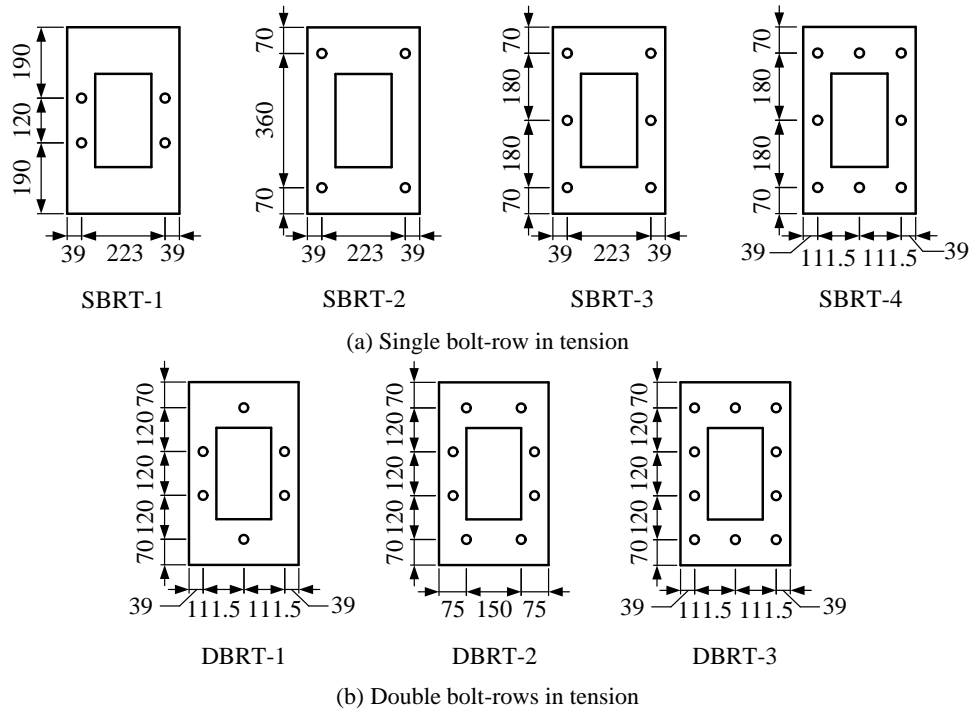 190
120
190
39 223 39
SBRT-1
70
360
70
39 223 39
SBRT-2
70
180
180
70
39 223 39
SBRT-3
70
180
180
70
39 111.5 111.5 39
SBRT-4
(a) Single bolt-row in tension
70
120
120
120
70
39 111.5 111.5 39
DBRT-1
70
120
120
120
70
75 150 75
DBRT-2
70
120
120
120
70
39 111.5 111.5 39
DBRT-3
(b) Double bolt-rows in tension